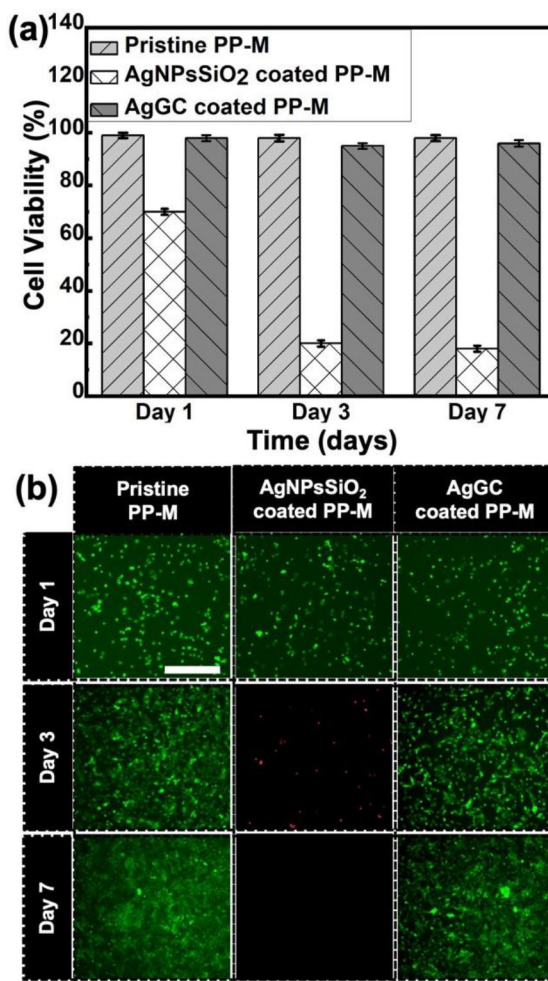 (a)
140
120
100
80
60
40
20
0
Cell Viability (%)
Pristine PP-M
AgNPsSiO2 coated PP-M
AgGC coated PP-M
Day 1
Day 3
Day 7
Time (days)
(b)
Pristine
PP-M
AgNPsSiO2
coated PP-M
AgGC
coated PP-M
Day 1
Day 3
Day 7